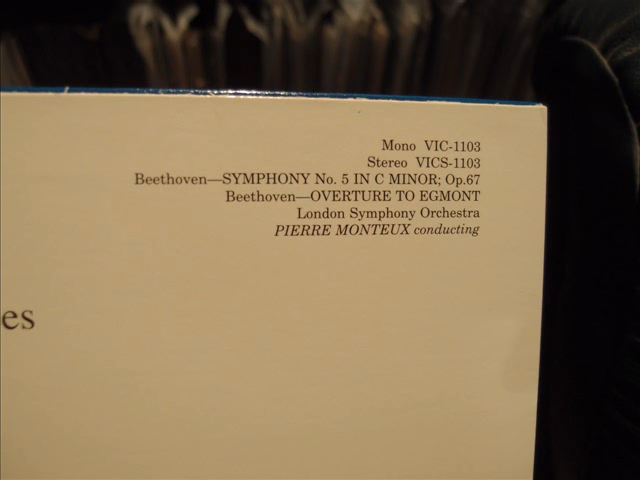 Mono VIC-1103
Stereo VICS-1103
Beethoven—SYMPHONY No. 5 IN C MINOR; Op.67
Beethoven—OVERTURE TO EGMONT
London Symphony Orchestra
PIERRE MONTEUX conducting
es